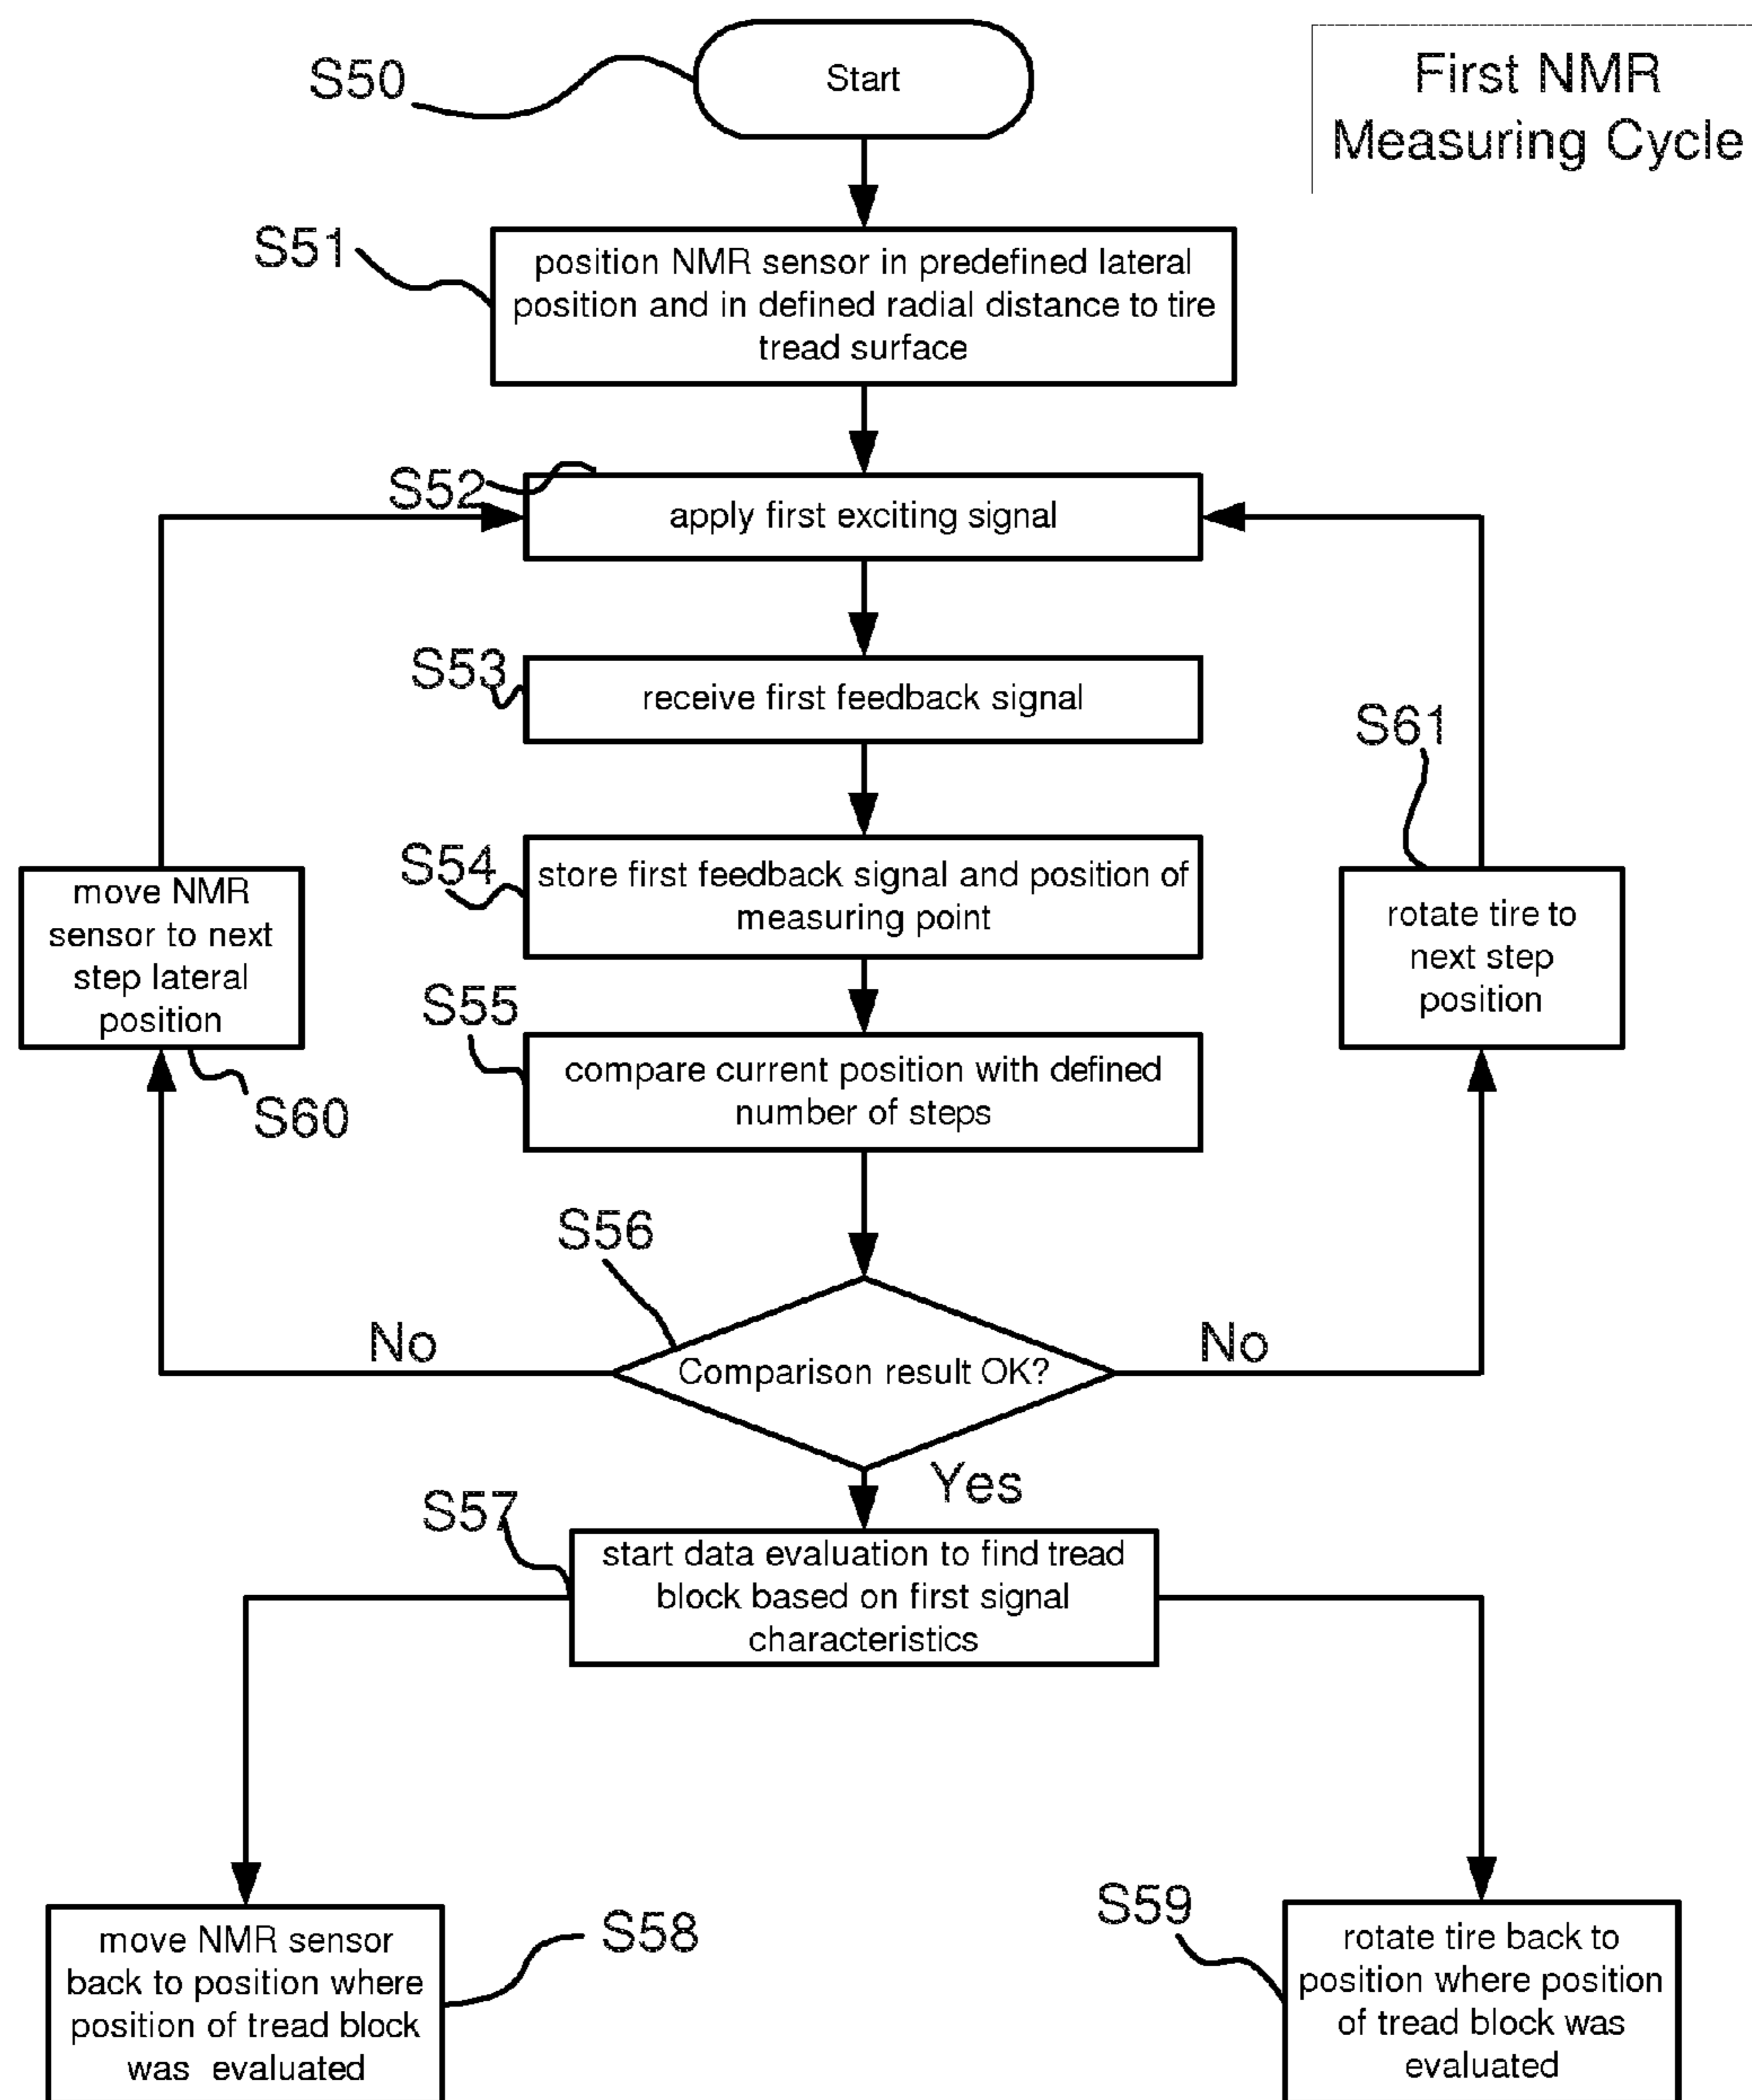 First NMR
Measuring Cycle
S50
Start
S51
position NMR sensor in predefined lateral
position and in defined radial distance to tire
tread surface
S52
apply first exciting signal
S53
receive first feedback signal
S61
S54
store first feedback signal and position of
measuring point
move NMR
sensor to next
step lateral
position
rotate tire to
next step
position
S55
compare current position with defined
number of steps
S60
S56
No
Comparison result OK?
No
Yes
S57
start data evaluation to find tread
block based on first signal
characteristics
S58
move NMR sensor
back to position where
position of tread block
was evaluated
S59
rotate tire back to
position where position
of tread block was
evaluated